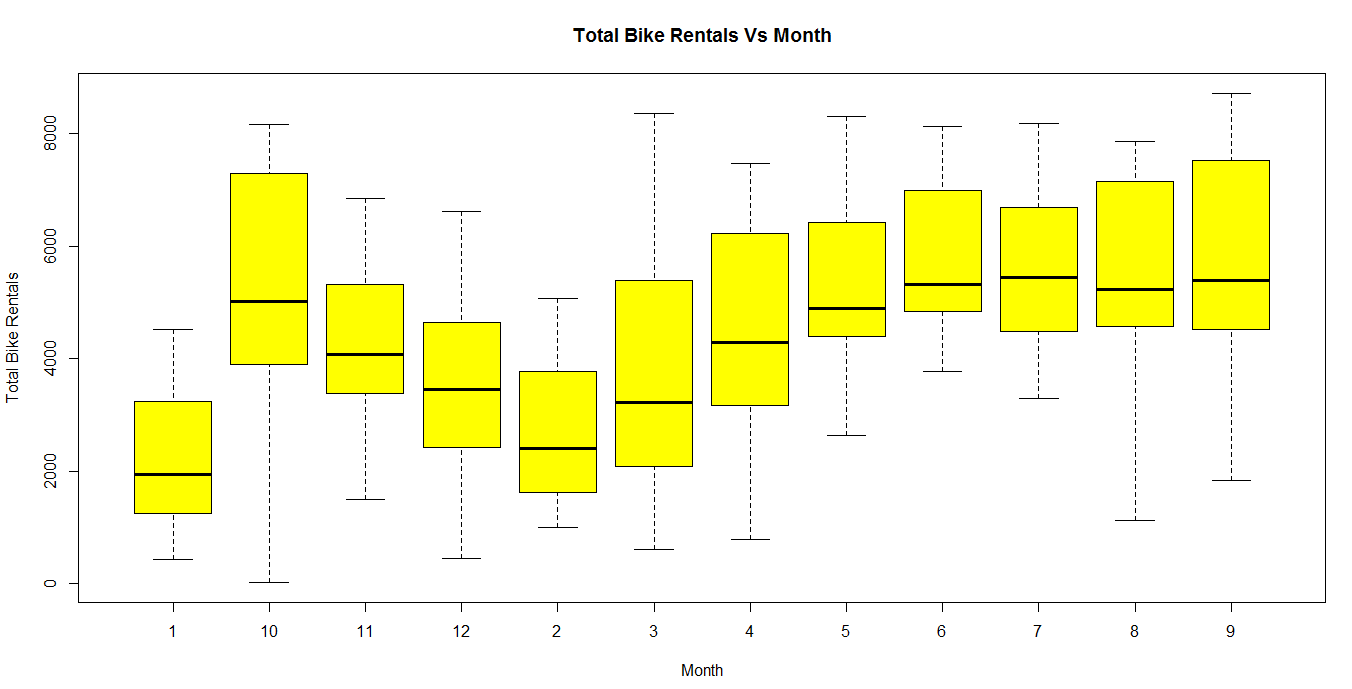 Total Bike Rentals Vs Month
Total Bike Rentals
8000
6000
4000
2000
0
1 10 11 12 2 3 4 5 6 7 8 9
Month